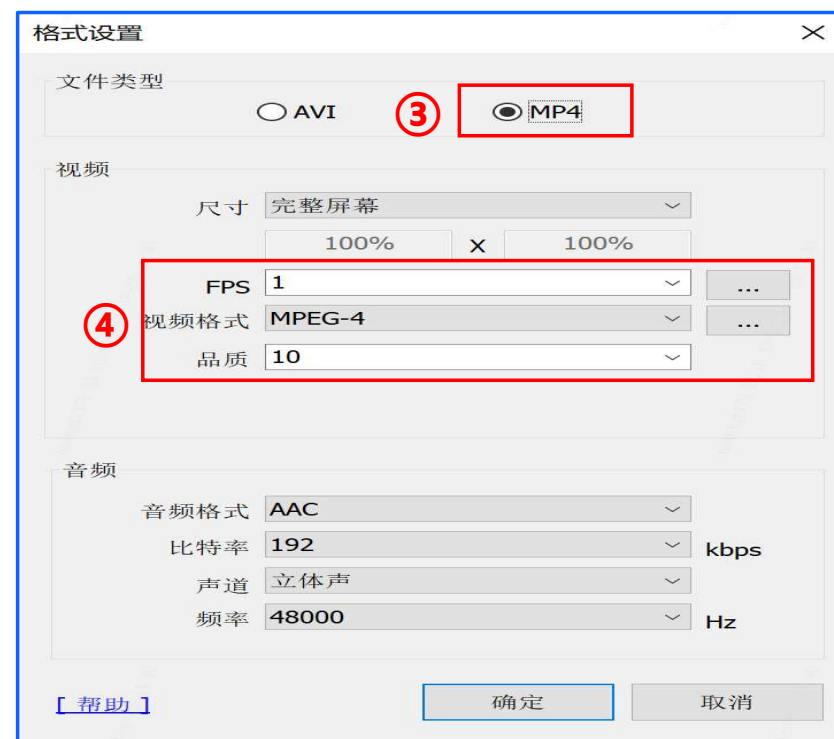 格式设置
文件类型
AVI ③ MP4
视频
尺寸 完整屏幕
100% X 100%
FPS 1 ...
④ 视频格式 MPEG-4 ...
品质 10
音频
音频格式 AAC
比特率 192 kbps
声道 立体声
频率 48000 Hz
[ 帮助 ] 确定 取消